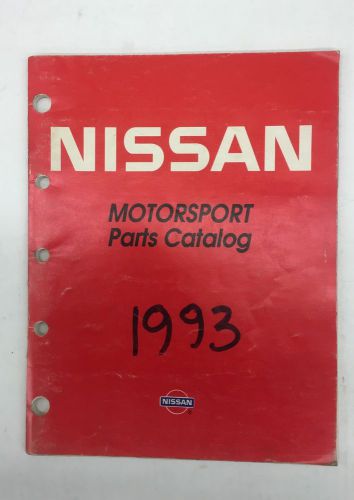 NISSAN
MOTORSPORT
Parts Catalog
1993
NISSAN
®